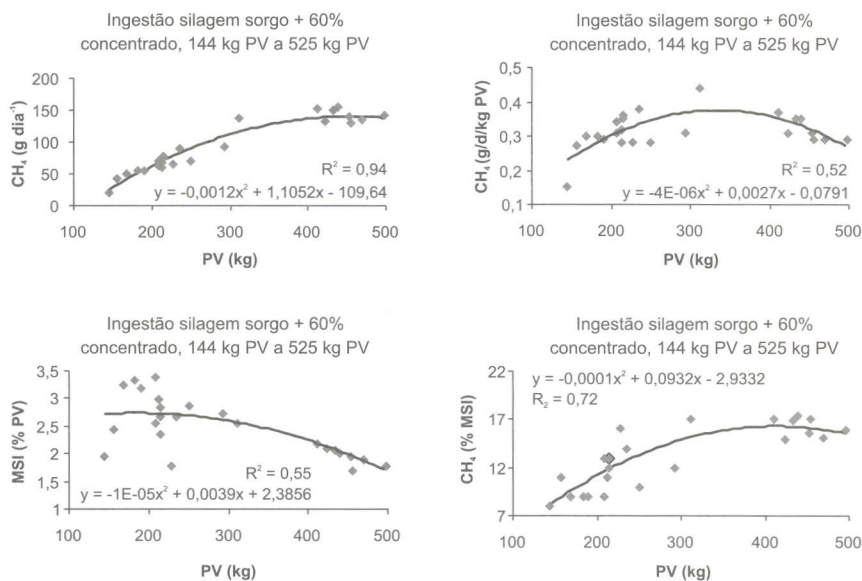 Ingestão silagem sorgo + 60%
concentrado, 144 kg PV a 525 kg PV
CH₄ (g dia⁻¹)
200
150
100
50
0
R² = 0,94
y = -0,0012x² + 1,1052x - 109,64
100 200 300 400 500
PV (kg)
Ingestão silagem sorgo + 60%
concentrado, 144 kg PV a 525 kg PV
CH₄ (g/d/kg PV)
0,5
0,4
0,3
0,2
0,1
R² = 0,52
y = -4E-06x² + 0,0027x - 0,0791
100 200 300 400 500
PV (kg)
Ingestão silagem sorgo + 60%
concentrado, 144 kg PV a 525 kg PV
MSI (% PV)
3,5
3
2,5
2
1,5
1
R² = 0,55
y = -1E-05x² + 0,0039x + 2,3856
100 200 300 400 500
PV (kg)
Ingestão silagem sorgo + 60%
concentrado, 144 kg PV a 525 kg PV
y = -0,0001x² + 0,0932x - 2,9332
R₂ = 0,72
CH₄ (% MSI)
22
17
12
7
100 200 300 400 500
PV (kg)